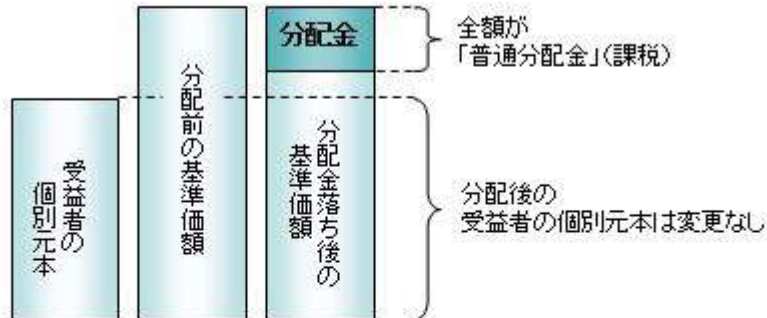 受益者の
個別元本
分配前の基準価額
分配金
分配金落ち後の
基準価額
全額が
「普通分配金」(課税)
分配後の
受益者の個別元本は変更なし